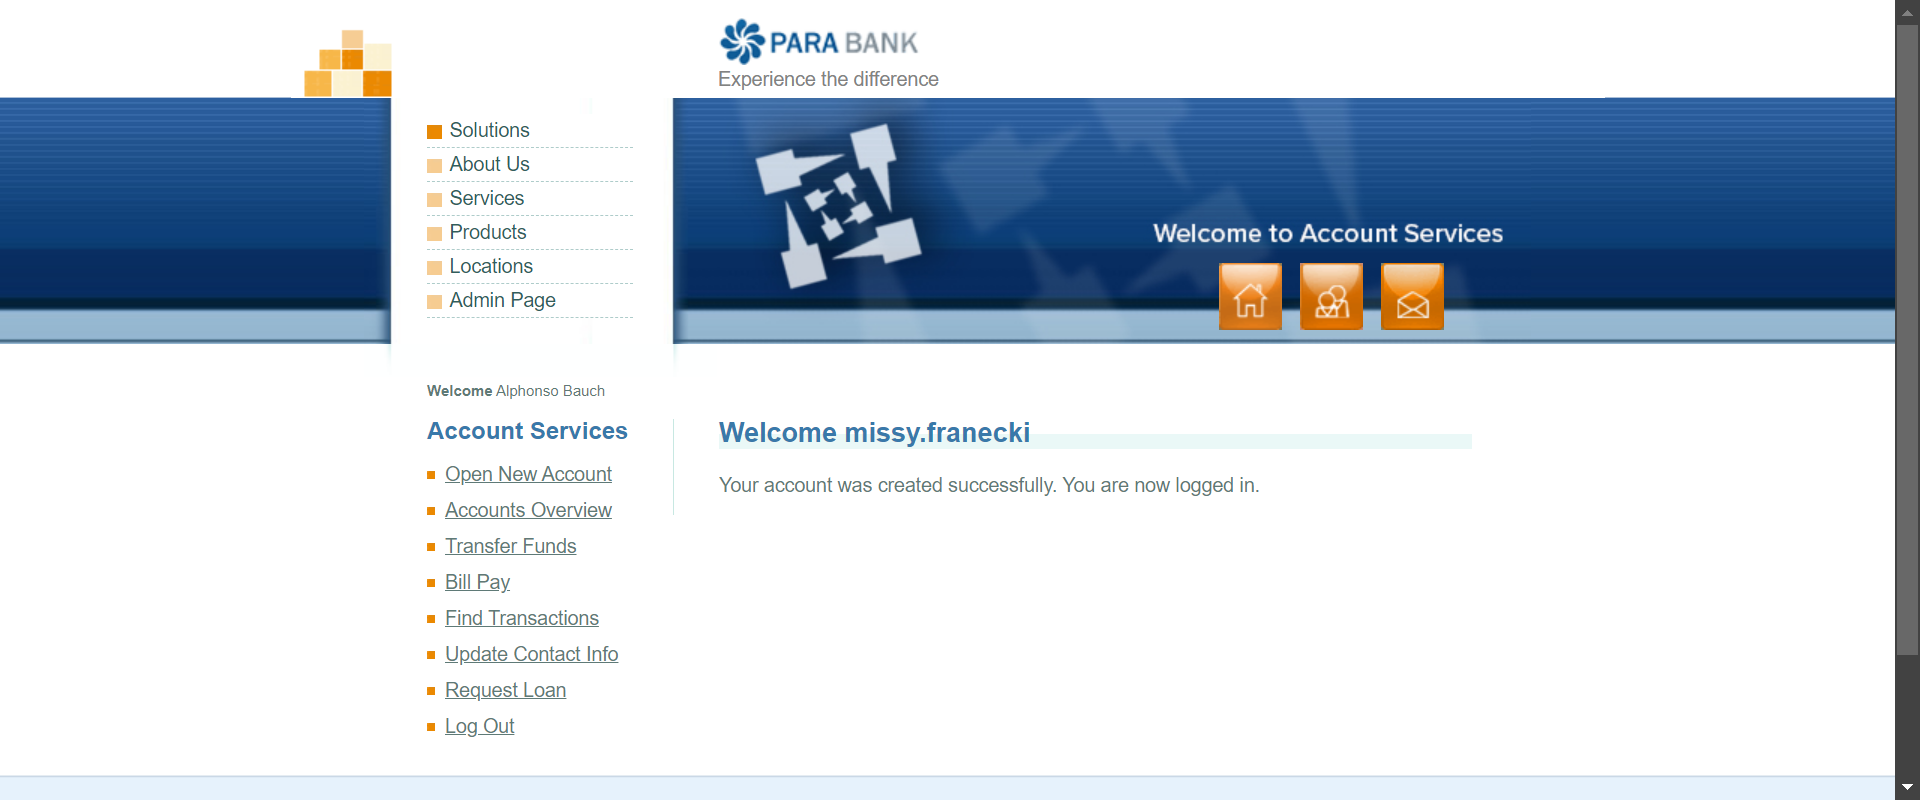 PARA BANK
Experience the difference
Solutions
About Us
Services
Products
Locations
Admin Page
Welcome to Account Services
Welcome Alphonso Bauch
Account Services
Open New Account
Accounts Overview
Transfer Funds
Bill Pay
Find Transactions
Update Contact Info
Request Loan
Log Out
Welcome missy.franecki
Your account was created successfully. You are now logged in.